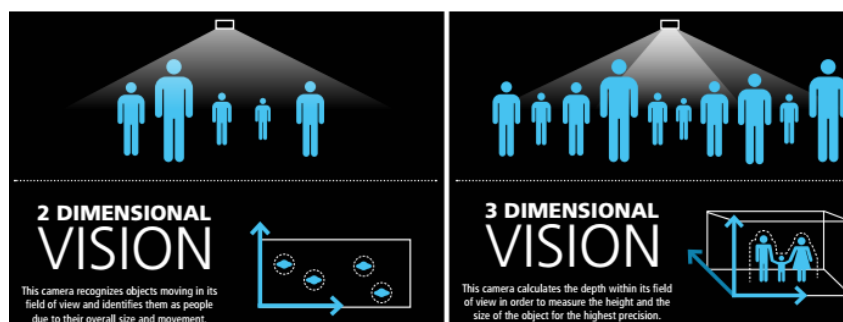 2 DIMENSIONAL
VISION
This camera recognizes objects moving in its
field of view and identifies them as people
due to their overall size and movement.
3 DIMENSIONAL
VISION
This camera calculates the depth within its field
of view in order to measure the height and the
size of the object for the highest precision.